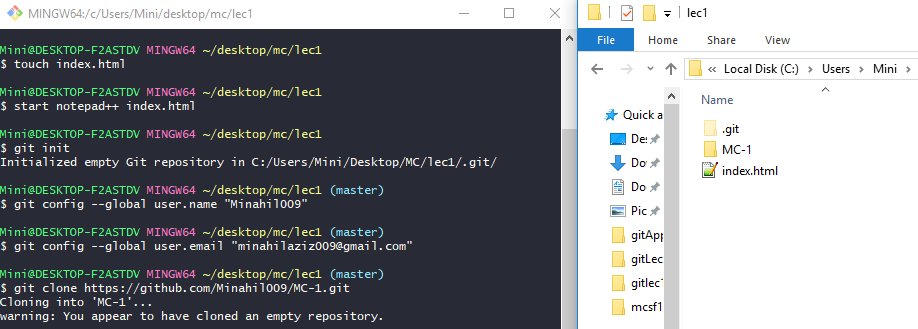 MINGW64:/c/Users/Mini/desktop/mc/lec1
Mini@DESKTOP-F2ASTDV MINGW64 ~/desktop/mc/lec1
$ touch index.html
Mini@DESKTOP-F2ASTDV MINGW64 ~/desktop/mc/lec1
$ start notepad++ index.html
Mini@DESKTOP-F2ASTDV MINGW64 ~/desktop/mc/lec1
$ git init
Initialized empty Git repository in C:/Users/Mini/Desktop/MC/lec1/.git/
Mini@DESKTOP-F2ASTDV MINGW64 ~/desktop/mc/lec1 (master)
$ git config --global user.name "Minahil009"
Mini@DESKTOP-F2ASTDV MINGW64 ~/desktop/mc/lec1 (master)
$ git config --global user.email "minahilaziz009@gmail.com"
Mini@DESKTOP-F2ASTDV MINGW64 ~/desktop/mc/lec1 (master)
$ git clone https://github.com/Minahil009/MC-1.git
Cloning into 'MC-1'...
warning: You appear to have cloned an empty repository.
lec1
File Home Share View
« Local Disk (C:) › Users › Mini ›
Name
Quick a
Des
Do
Do
Pic
gitApp
gitLec
gitlec1
mcsf1
.git
MC-1
index.html